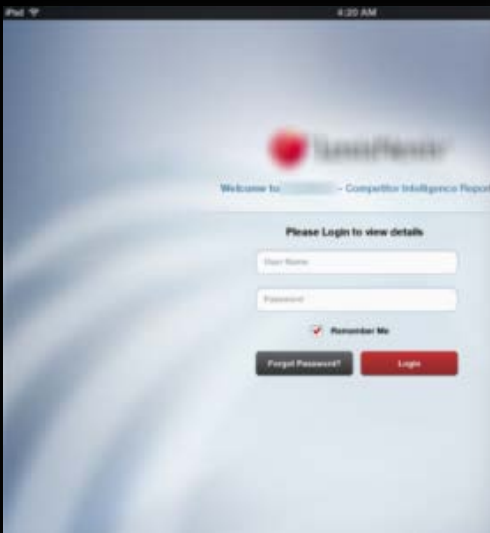 iPad
4:20 AM
Welcome to - Competitor Intelligence Report
Please Login to view details
User Name
Password
Remember Me
Forgot Password?
Login